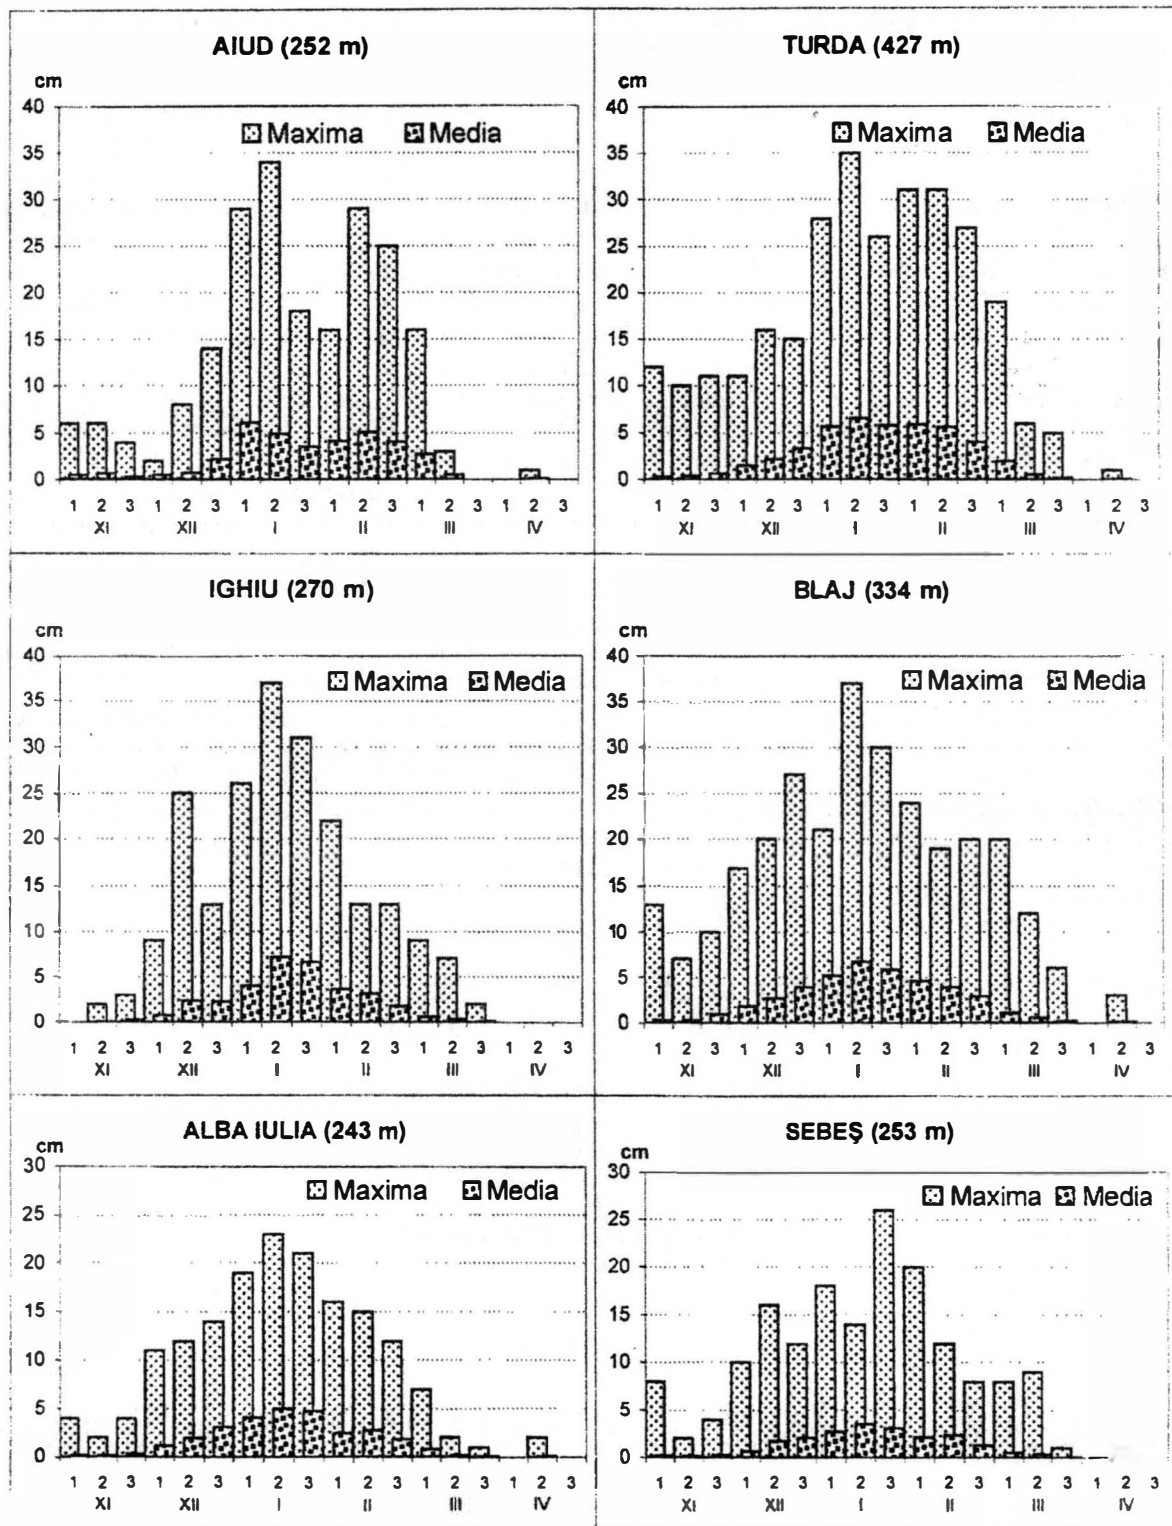 AIUD (252 m)
cm
Maxima Media
40
35
30
25
20
15
10
5
0
1 2 3 1 2 3 1 2 3 1 2 3 1 2 3 1 2 3
XI XII I II III IV
TURDA (427 m)
cm
Maxima Media
40
35
30
25
20
15
10
5
0
1 2 3 1 2 3 1 2 3 1 2 3 1 2 3 1 2 3
XI XII I II III IV
IGHIU (270 m)
cm
Maxima Media
40
35
30
25
20
15
10
5
0
1 2 3 1 2 3 1 2 3 1 2 3 1 2 3 1 2 3
XI XII I II III IV
BLAJ (334 m)
cm
Maxima Media
40
35
30
25
20
15
10
5
0
1 2 3 1 2 3 1 2 3 1 2 3 1 2 3 1 2 3
XI XII I II III IV
ALBA IULIA (243 m)
cm
Maxima Media
30
25
20
15
10
5
0
1 2 3 1 2 3 1 2 3 1 2 3 1 2 3 1 2 3
XI XII I II III IV
SEBEŞ (253 m)
cm
Maxima Media
30
25
20
15
10
5
0
1 2 3 1 2 3 1 2 3 1 2 3 1 2 3 1 2 3
XI XII I II III IV